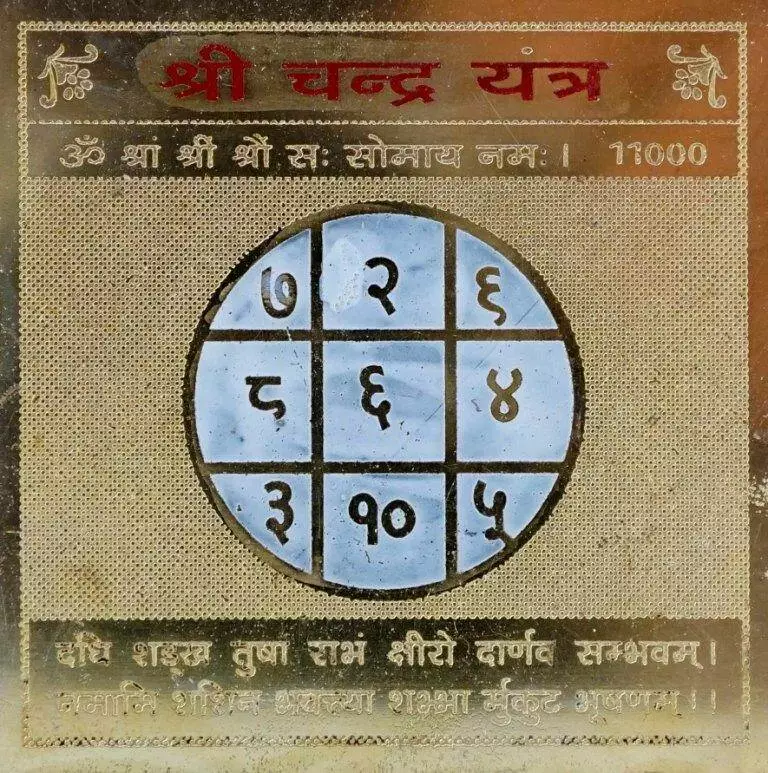 श्री चन्द्र यंत्र
ॐ श्रां श्रीं श्रौं सः सोमाय नमः। 11000
७ २ ९
८ ६ ४
३ १० ५
दधि शङ्ख तुषा राभं क्षीरो दार्णव सम्भवम्।
नमामि शशिन भवत्या शम्भा र्मुकुट भूषणम्।।